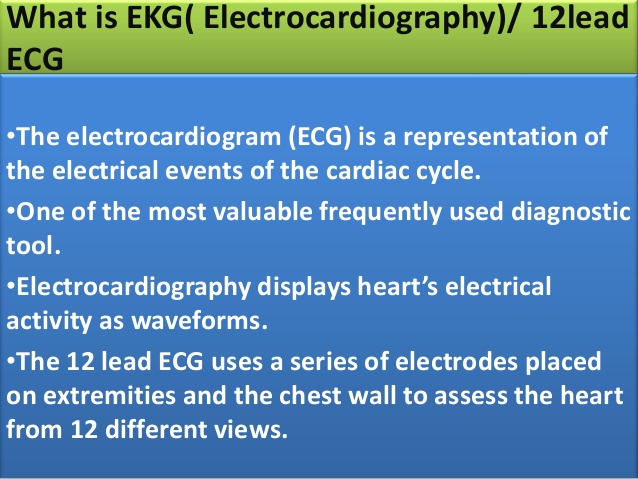 What is EKG( Electrocardiography)/ 12lead
ECG
•The electrocardiogram (ECG) is a representation of
the electrical events of the cardiac cycle.
•One of the most valuable frequently used diagnostic
tool.
•Electrocardiography displays heart’s electrical
activity as waveforms.
•The 12 lead ECG uses a series of electrodes placed
on extremities and the chest wall to assess the heart
from 12 different views.